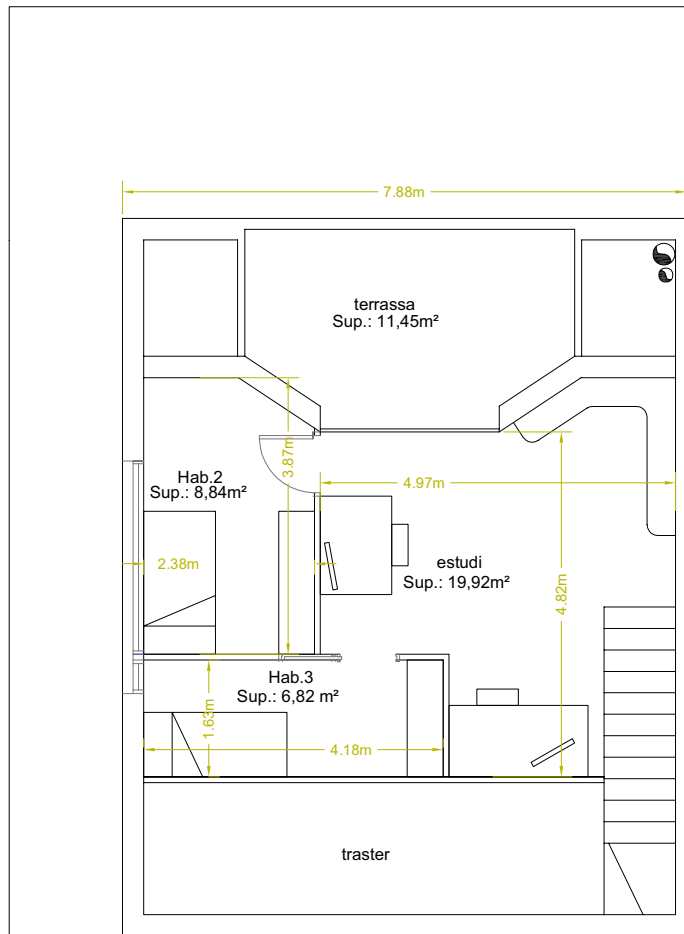 7.88m
terrassa
Sup.: 11,45m²
3.87m
Hab.2
Sup.: 8,84m²
4.97m
2.38m
estudi
Sup.: 19,92m²
4.82m
Hab.3
Sup.: 6,82 m²
1.63m
4.18m
traster